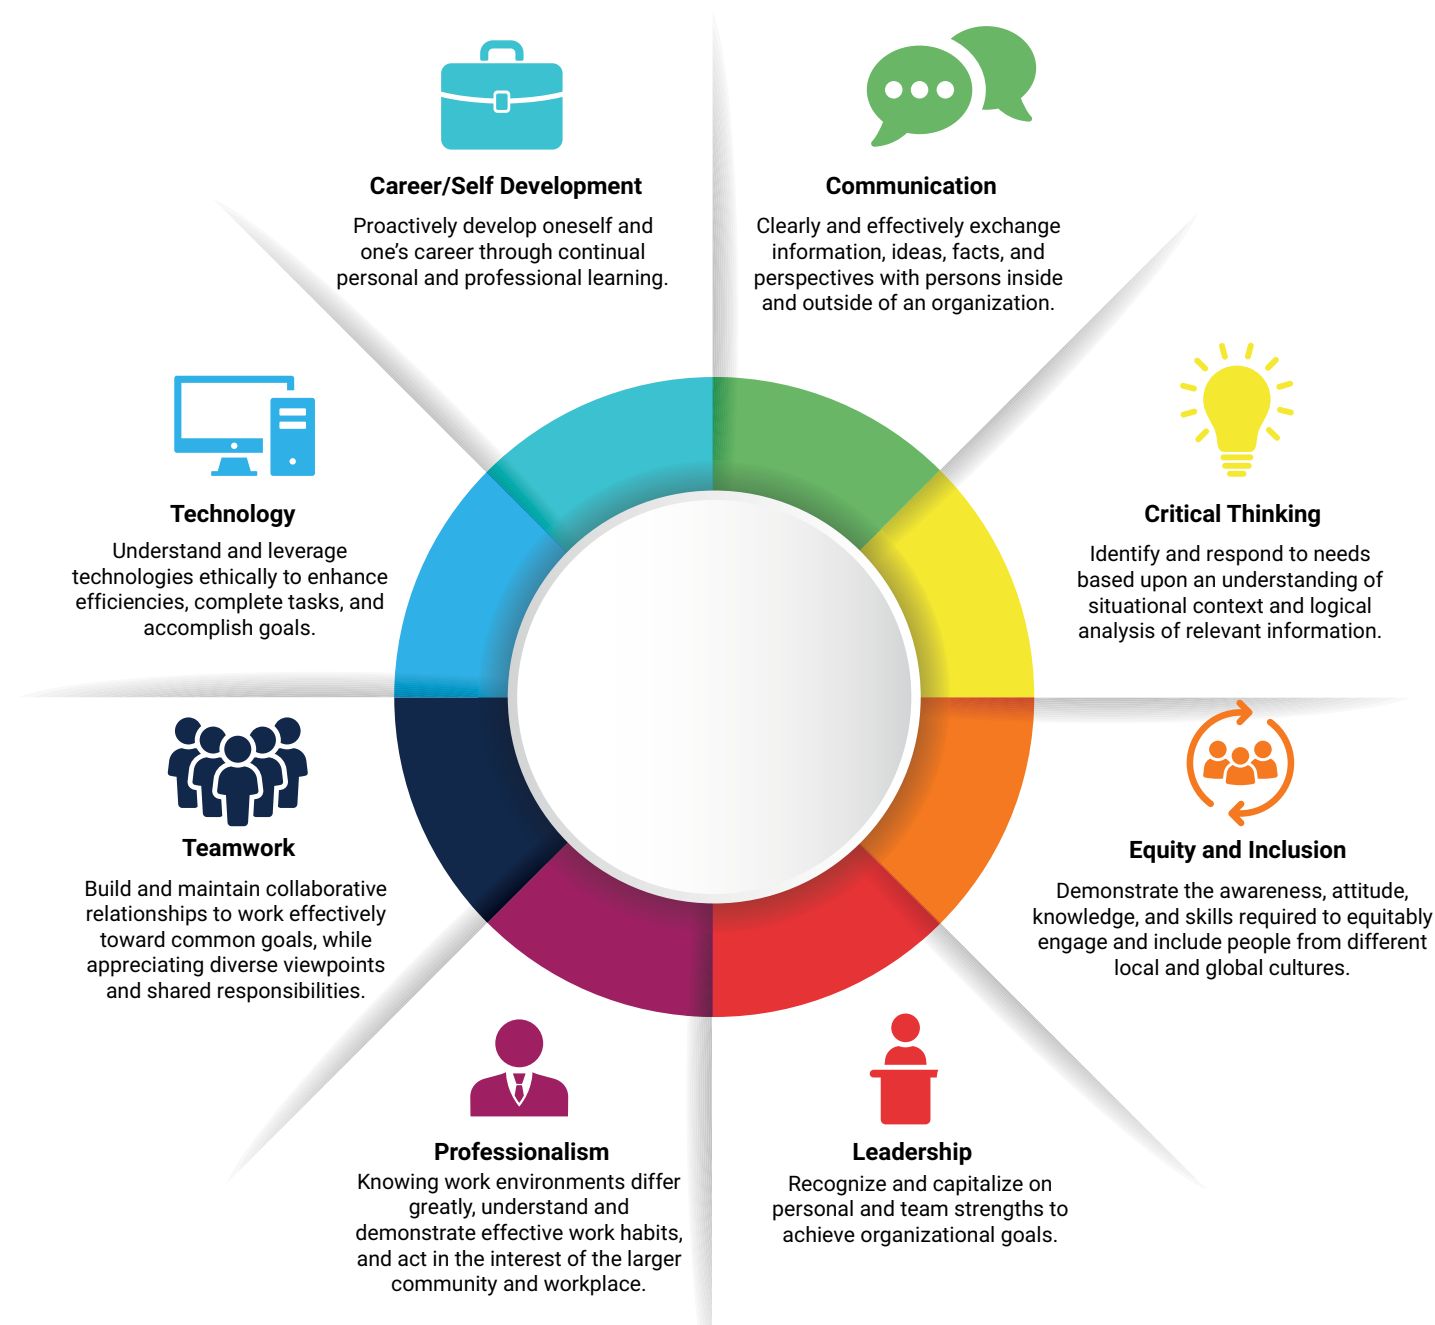 Career/Self Development
Proactively develop oneself and
one’s career through continual
personal and professional learning.
Communication
Clearly and effectively exchange
information, ideas, facts, and
perspectives with persons inside
and outside of an organization.
Critical Thinking
Identify and respond to needs
based upon an understanding of
situational context and logical
analysis of relevant information.
Equity and Inclusion
Demonstrate the awareness, attitude,
knowledge, and skills required to equitably
engage and include people from different
local and global cultures.
Leadership
Recognize and capitalize on
personal and team strengths to
achieve organizational goals.
Professionalism
Knowing work environments differ
greatly, understand and
demonstrate effective work habits,
and act in the interest of the larger
community and workplace.
Teamwork
Build and maintain collaborative
relationships to work effectively
toward common goals, while
appreciating diverse viewpoints
and shared responsibilities.
Technology
Understand and leverage
technologies ethically to enhance
efficiencies, complete tasks, and
accomplish goals.